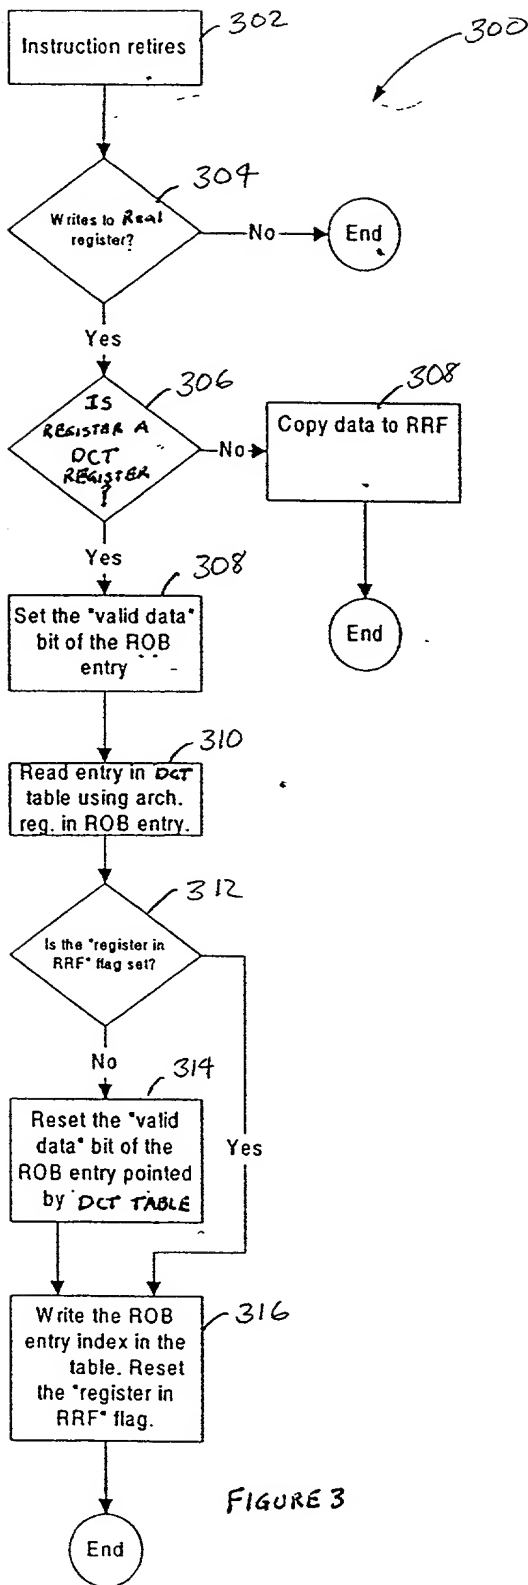 302
Instruction retires
300
304
Writes to Real
register?
No
End
Yes
306
IS
REGISTER A
DCT
REGISTER
?
No
308
Copy data to RRF
End
Yes
308
Set the "valid data"
bit of the ROB
entry
310
Read entry in DCT
table using arch.
reg. in ROB entry.
312
Is the "register in
RRF" flag set?
No
Yes
314
Reset the "valid
data" bit of the
ROB entry pointed
by DCT TABLE
316
Write the ROB
entry index in the
table. Reset
the "register in
RRF" flag.
End
FIGURE 3